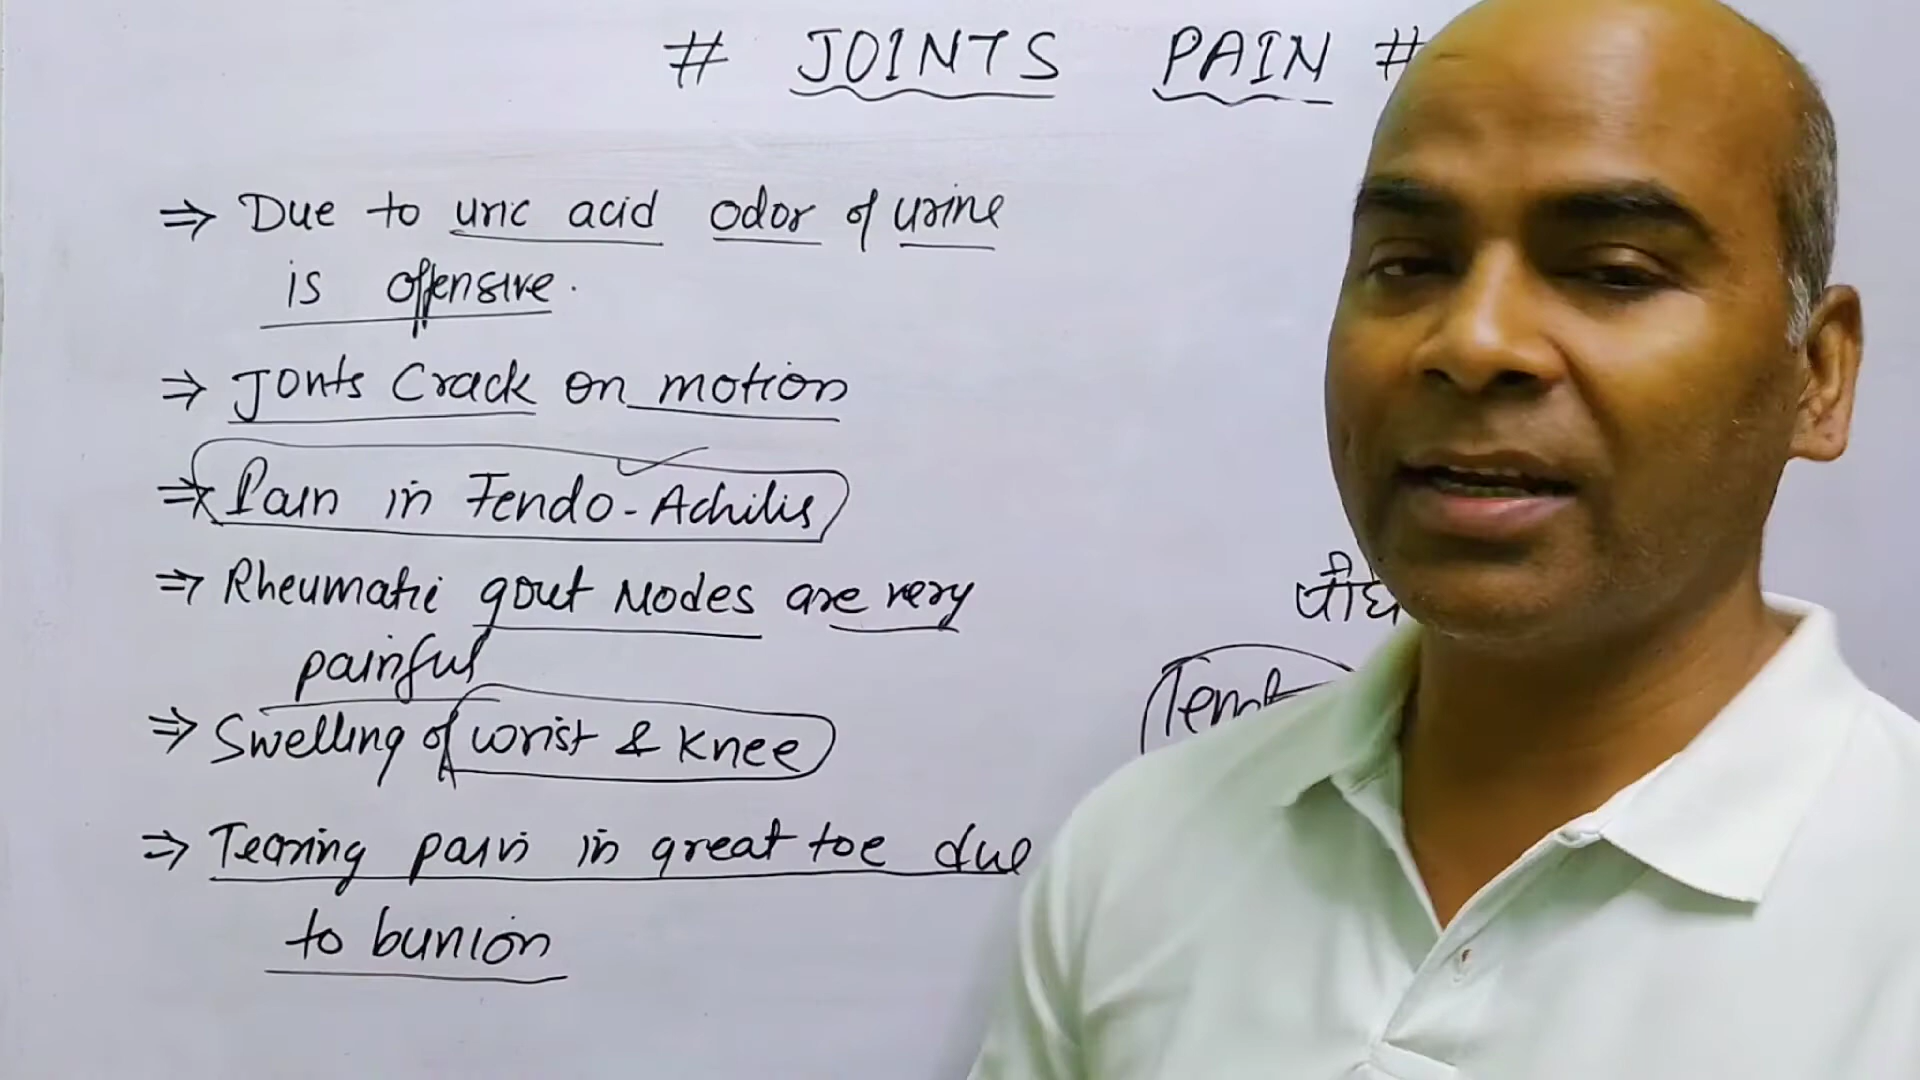 # JOINTS PAIN #
⇒ Due to uric acid odor of urine
is offensive.
⇒ Jonts Crack on motion
⇒ Pain in Tendo-Achilis
⇒ Rheumatic gout Nodes are very
painful
⇒ Swelling of wrist & Knee
⇒ Tearing pain in great toe due
to bunion